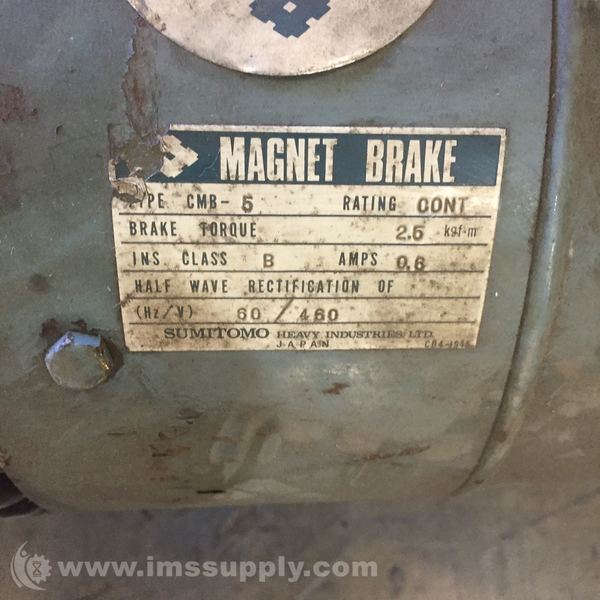 MAGNET BRAKE
TYPE CMB-5 RATING CONT
BRAKE TORQUE 2.5 kgf·m
INS. CLASS B AMPS 0.6
HALF WAVE RECTIFICATION OF
(Hz/V) 60/460
SUMITOMO HEAVY INDUSTRIES, LTD.
JAPAN
www.imssupply.com